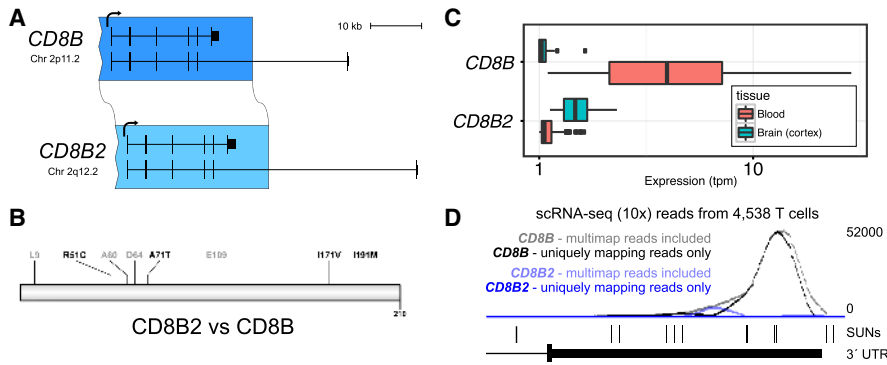 A
CD8B
Chr 2p11.2
10 kb
CD8B2
Chr 2q12.2
B
R51C A71T E109 I171V I191M
210
CD8B2 vs CD8B
C
CD8B
CD8B2
tissue
Blood
Brain (cortex)
1 10
Expression (tpm)
D
scRNA-seq (10x) reads from 4,538 T cells
CD8B - multimap reads included
CD8B - uniquely mapping reads only
CD8B2 - multimap reads included
CD8B2 - uniquely mapping reads only
52000
0
SUNs
3´ UTR